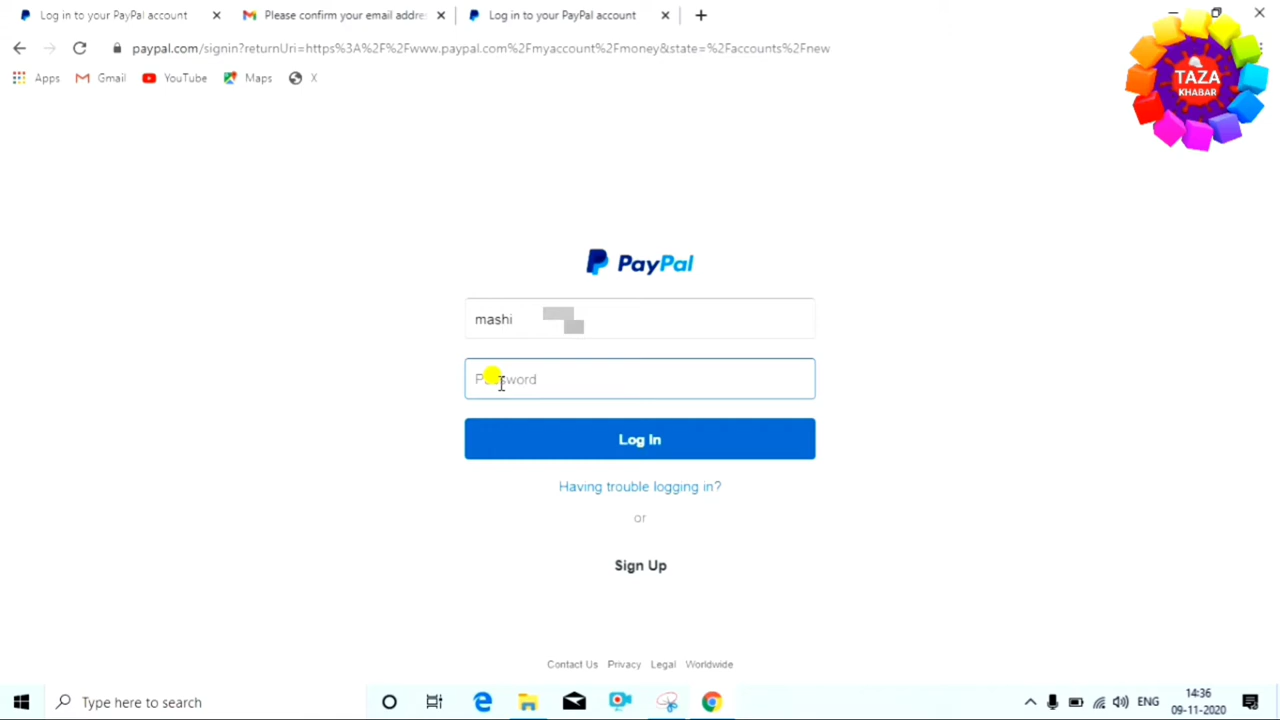 Log in to your PayPal account
Please confirm your email addre
Log in to your PayPal account
paypal.com/signin?returnUri=https%3A%2F%2Fwww.paypal.com%2Fmyaccount%2Fmoney&state=%2Faccounts%2Fnew
Apps Gmail YouTube Maps X
TAZA
KHABAR
PayPal
mashi
Password
Log In
Having trouble logging in?
or
Sign Up
Contact Us Privacy Legal Worldwide
Type here to search
ENG
14:36
09-11-2020